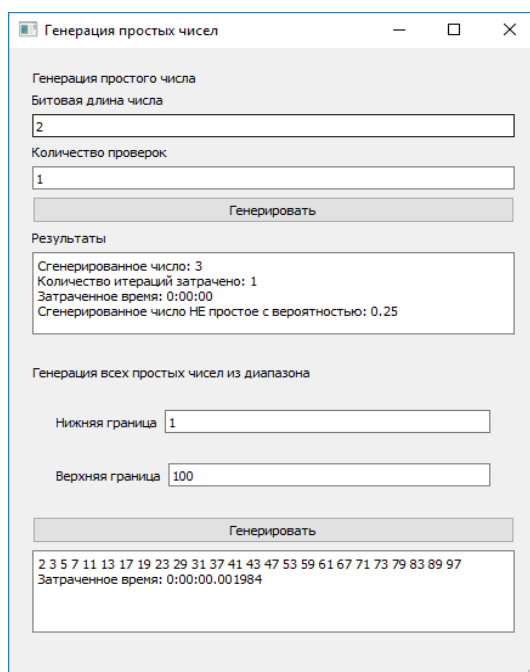 Генерация простых чисел
Генерация простого числа
Битовая длина числа
2
Количество проверок
1
Генерировать
Результаты
Сгенерированное число: 3
Количество итераций затрачено: 1
Затраченное время: 0:00:00
Сгенерированное число НЕ простое с вероятностью: 0.25
Генерация всех простых чисел из диапазона
Нижняя граница 1
Верхняя граница 100
Генерировать
2 3 5 7 11 13 17 19 23 29 31 37 41 43 47 53 59 61 67 71 73 79 83 89 97
Затраченное время: 0:00:00.001984